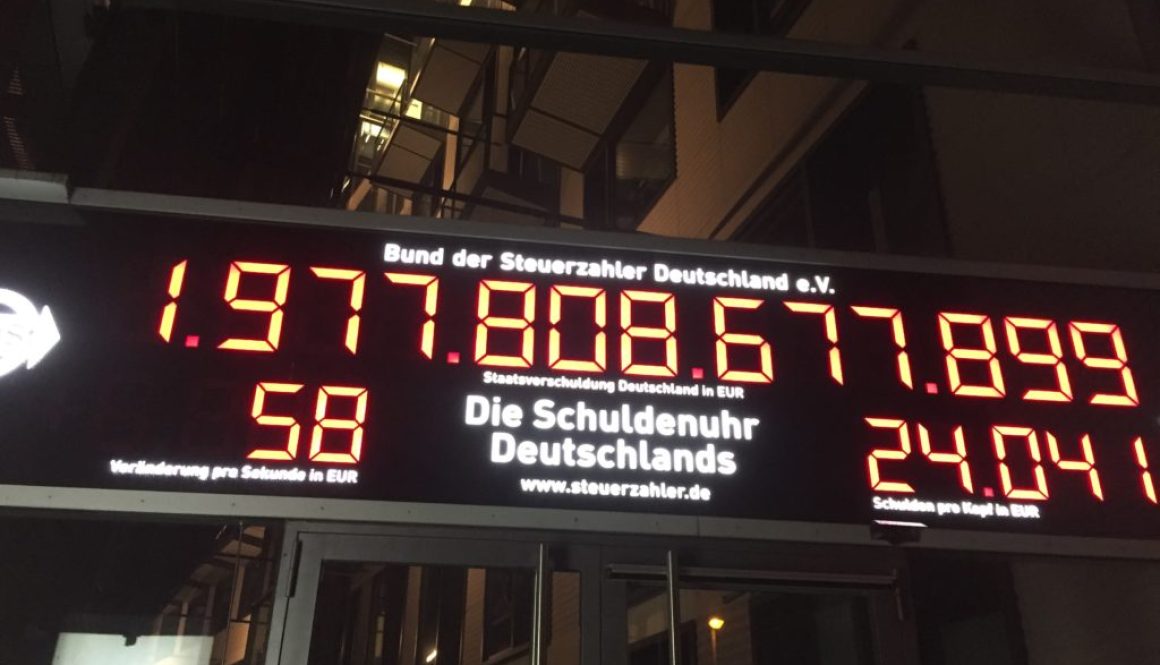 Bund der Steuerzahler Deutschland e.V.
1.977.808.677.899
Staatsverschuldung Deutschland in EUR
58
Die Schuldenuhr
Deutschlands
24.041
Veränderung pro Sekunde in EUR
www.steuerzahler.de
Schulden pro Kopf in EUR